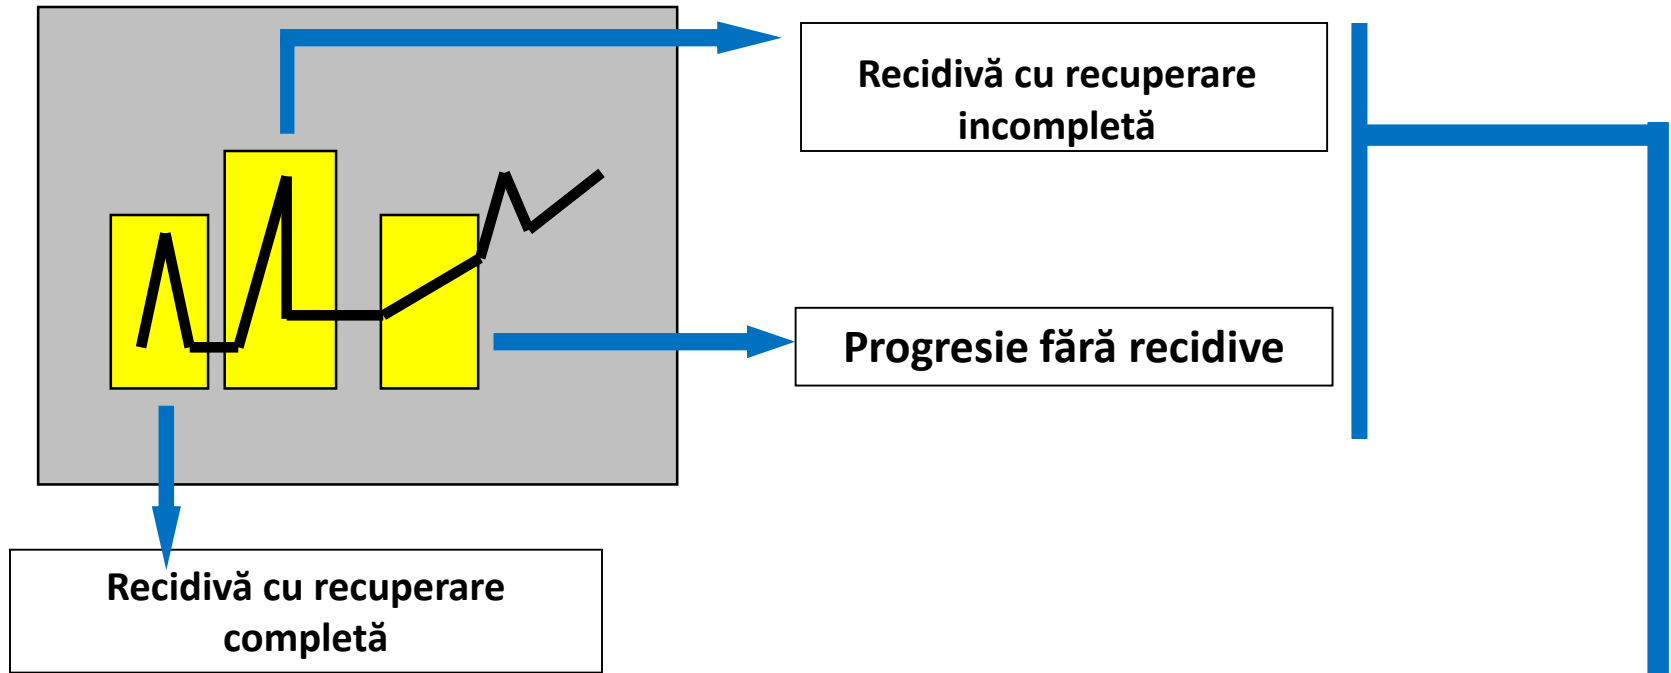 Recidivă cu recuperare
incompletă
Progresie fără recidive
Recidivă cu recuperare
completă